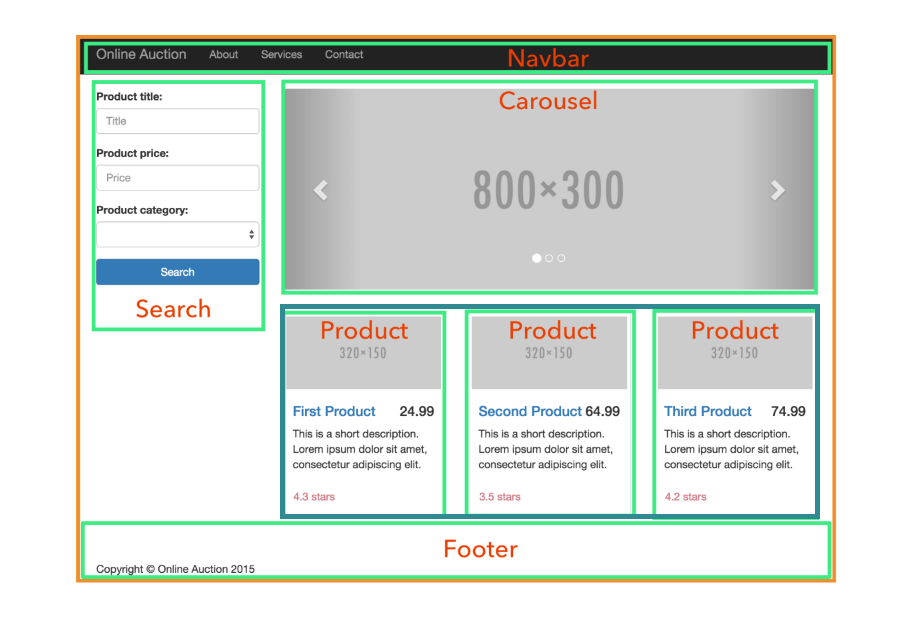 Online Auction About Services Contact Navbar
Product title:
Title
Product price:
Price
Product category:
Search
Search
Carousel
800×300
Product Product Product
320×150 320×150 320×150
First Product 24.99
This is a short description.
Lorem ipsum dolor sit amet,
consectetur adipiscing elit.
4.3 stars
Second Product 64.99
This is a short description.
Lorem ipsum dolor sit amet,
consectetur adipiscing elit.
3.5 stars
Third Product 74.99
This is a short description.
Lorem ipsum dolor sit amet,
consectetur adipiscing elit.
4.2 stars
Footer
Copyright © Online Auction 2015